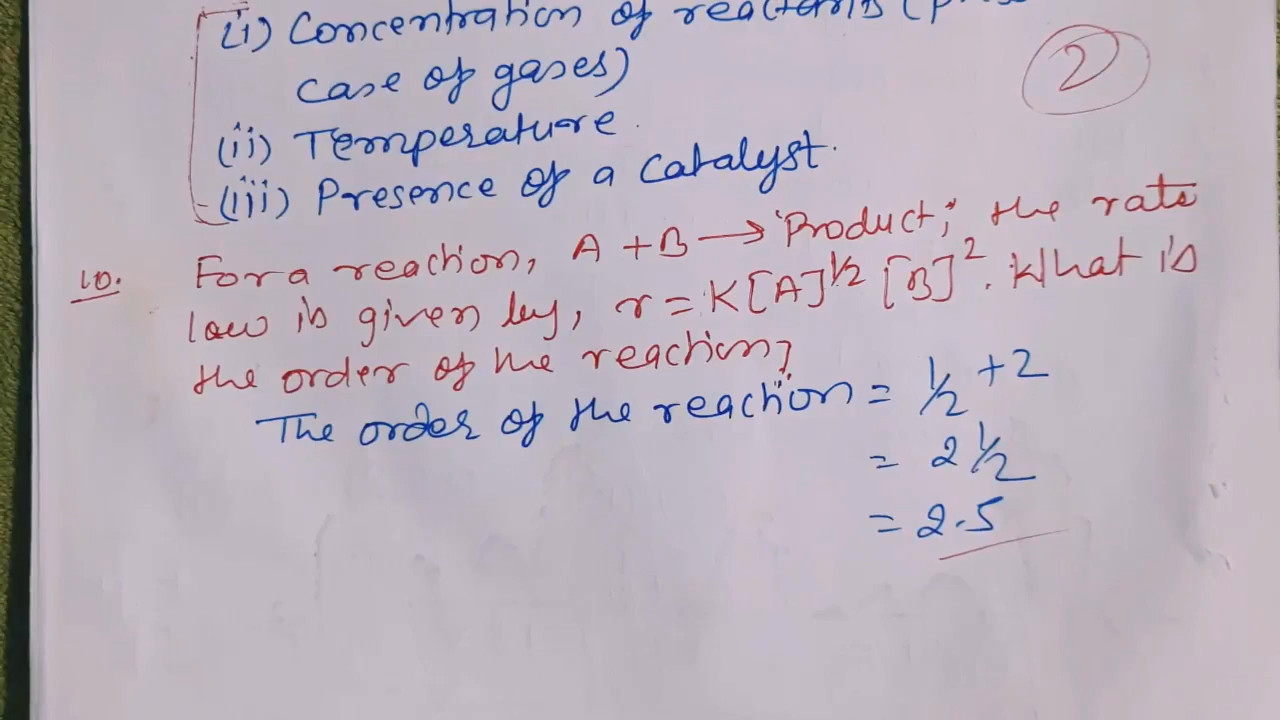 (i) Concentration of reactants (
case of gases)
2
(ii) Temperature.
(iii) Presence of a catalyst.
10. For a reaction, A + B → Product; the rate
law is given by, r = K[A]^1/2 [B]^2. What is
the order of the reaction?
The order of the reaction = 1/2 + 2
= 2 1/2
= 2.5